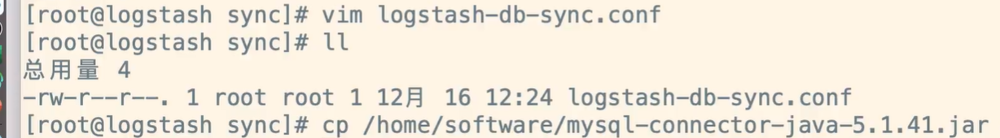 [root@logstash sync]# vim logstash-db-sync.conf
[root@logstash sync]# ll
总用量 4
-rw-r--r--. 1 root root 1 12月 16 12:24 logstash-db-sync.conf
[root@logstash sync]# cp /home/software/mysql-connector-java-5.1.41.jar